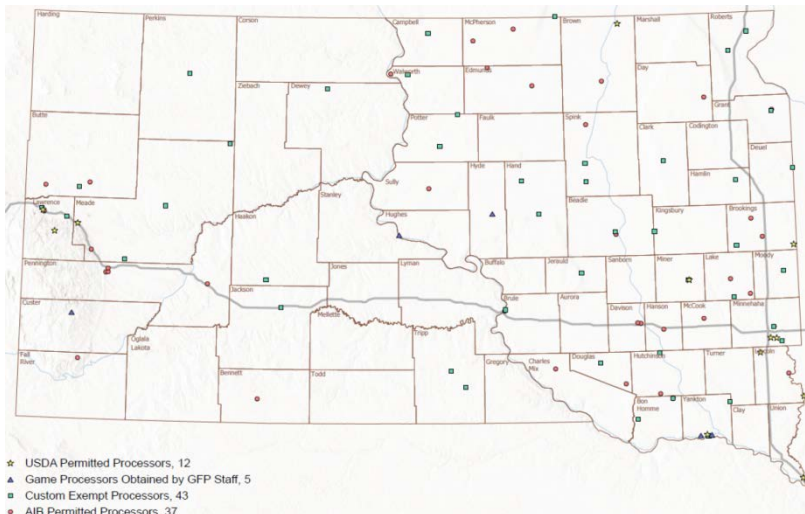 Harding
Perkins
Corson
Campbell
McPherson
Brown
Marshall
Roberts
Walworth
Edmunds
Day
Ziebach
Dewey
Grant
Butte
Potter
Faulk
Spink
Clark
Codington
Deuel
Sully
Hyde
Hand
Hamlin
Lawrence
Meade
Haakon
Stanley
Hughes
Beadle
Kingsbury
Brookings
Pennington
Jones
Lyman
Buffalo
Jerauld
Sanborn
Miner
Lake
Moody
Custer
Jackson
Mellette
Brule
Aurora
Davison
Hanson
McCook
Minnehaha
Fall
River
Oglala
Lakota
Bennett
Todd
Tripp
Gregory
Charles
Mix
Douglas
Hutchinson
Turner
Bon
Homme
Yankton
Clay
Union
USDA Permitted Processors, 12
Game Processors Obtained by GFP Staff, 5
Custom Exempt Processors, 43
AIB Permitted Processors, 37